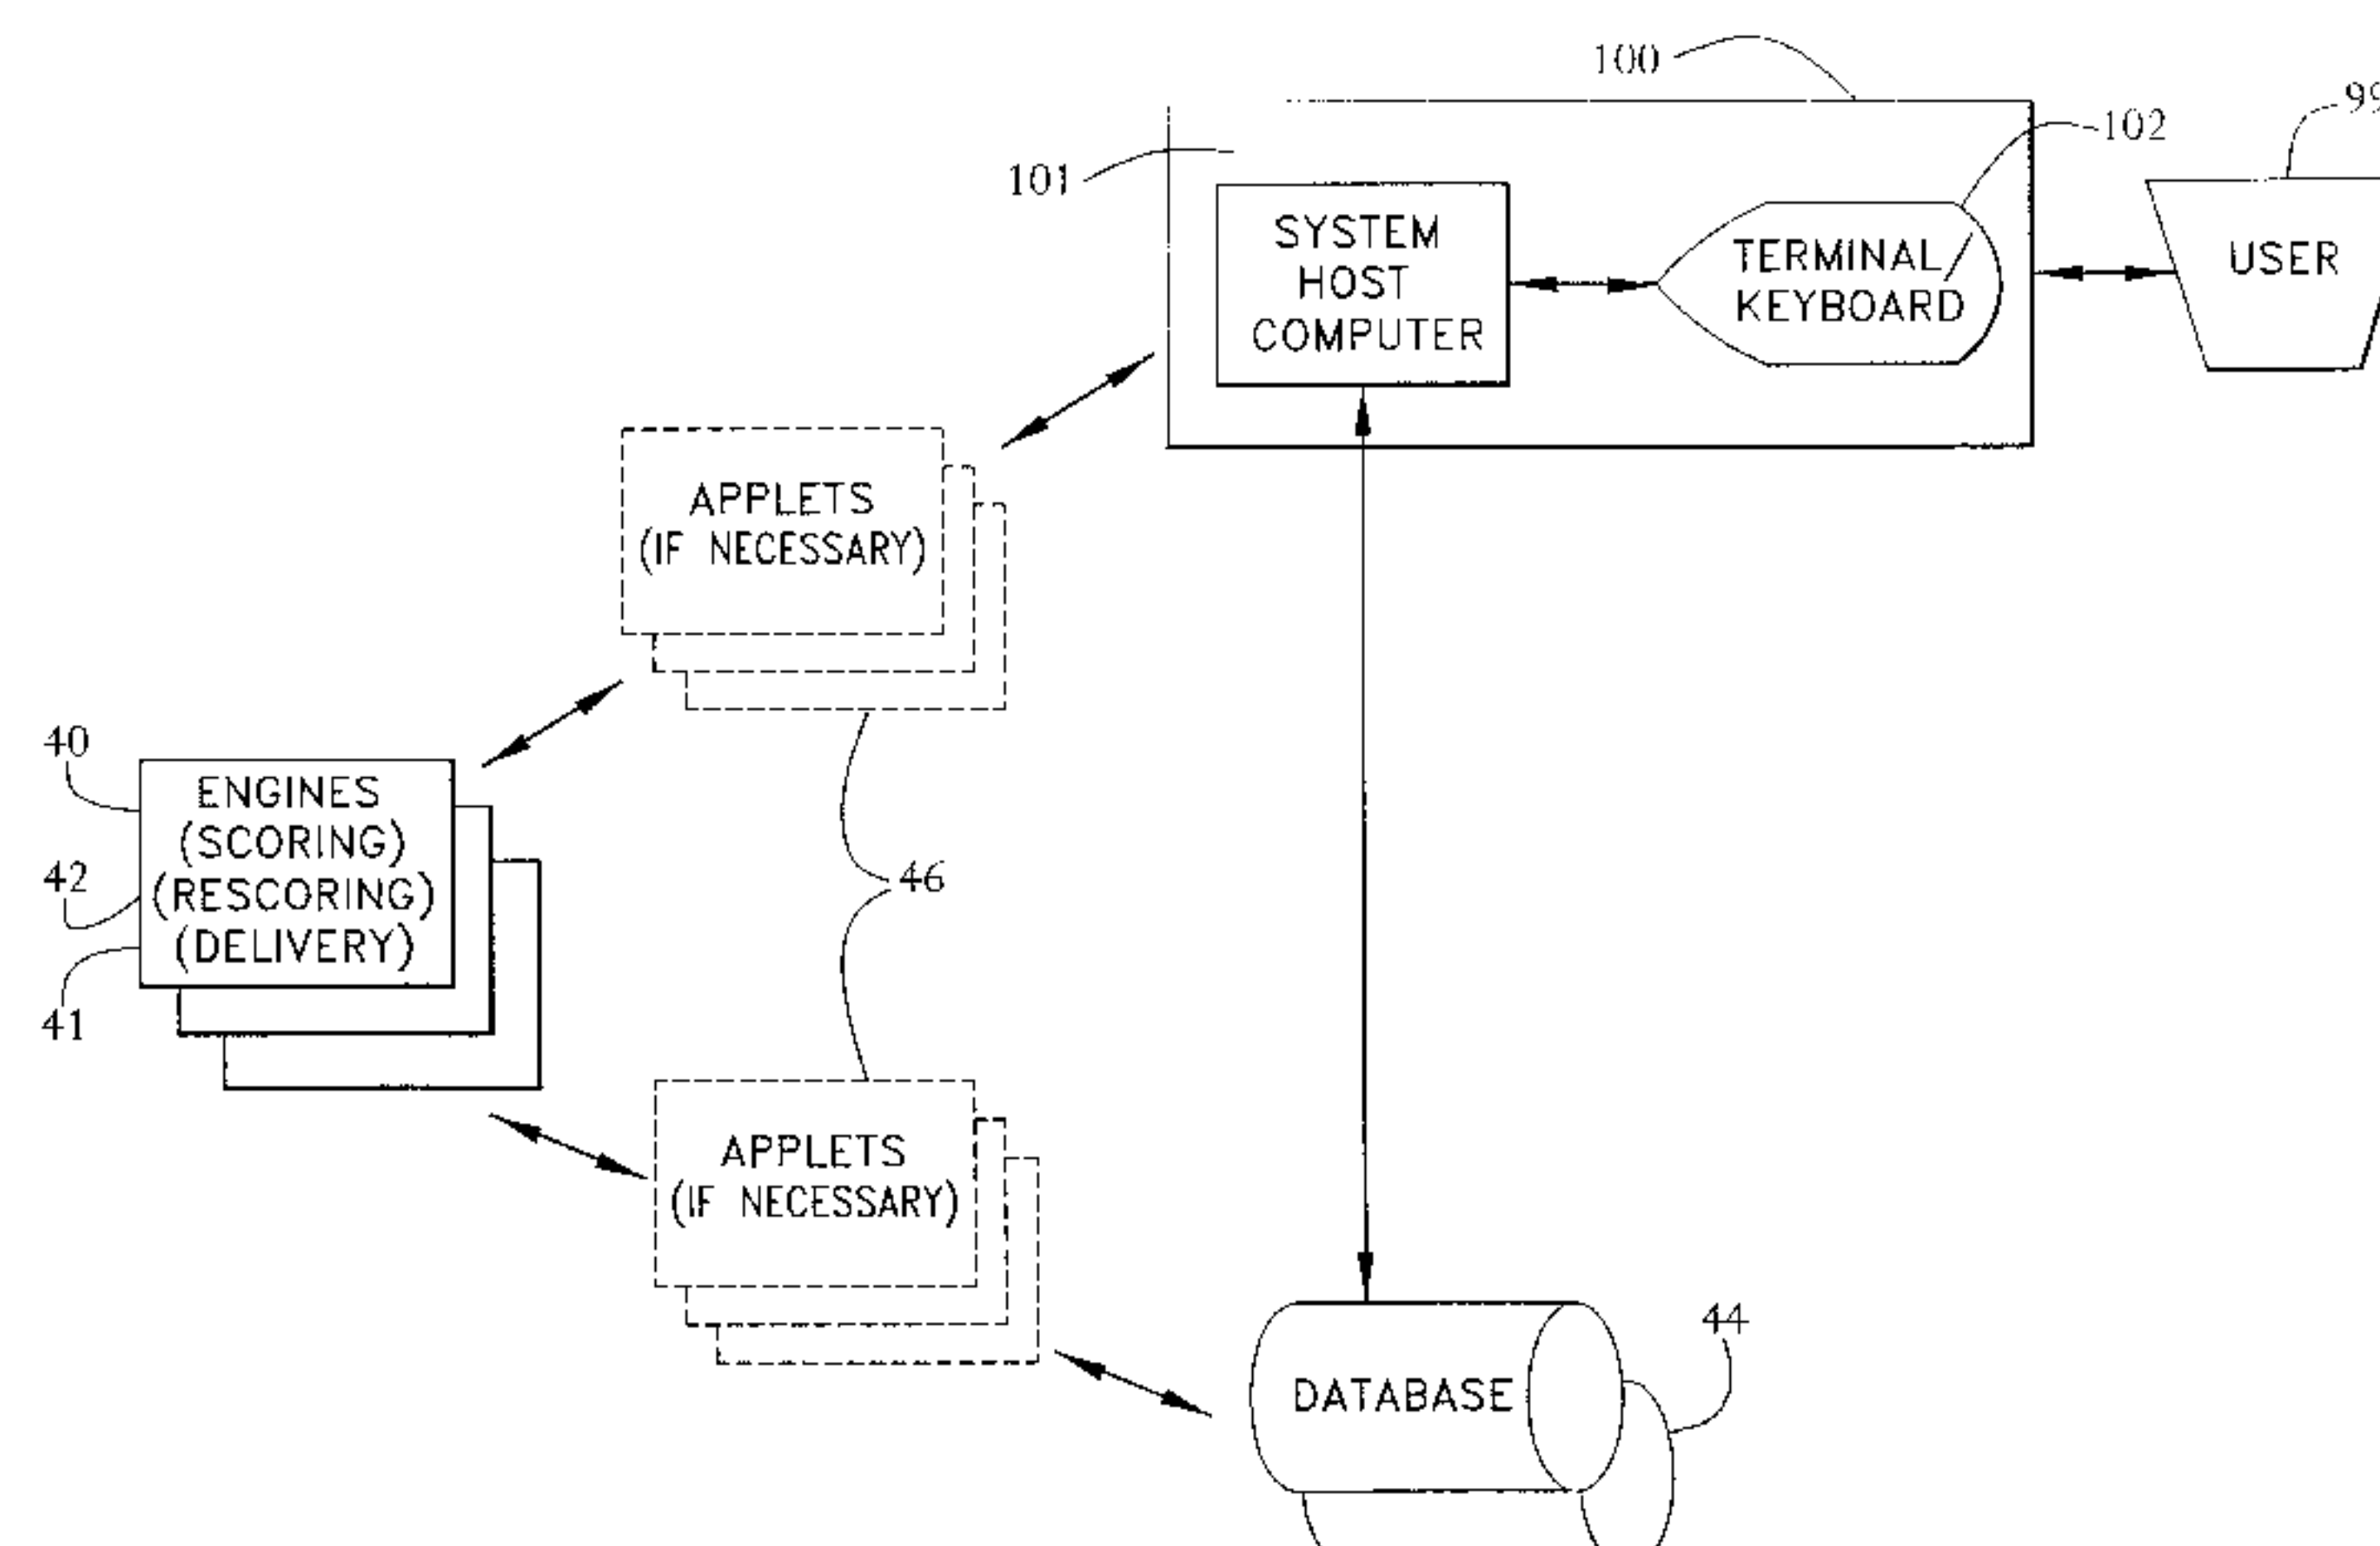 100
99
102
101
SYSTEM
HOST
COMPUTER
TERMINAL
KEYBOARD
USER
APPLETS
(IF NECESSARY)
40
ENGINES
(SCORING)
42
(RESCORING)
(DELIVERY)
41
46
APPLETS
(IF NECESSARY)
44
DATABASE